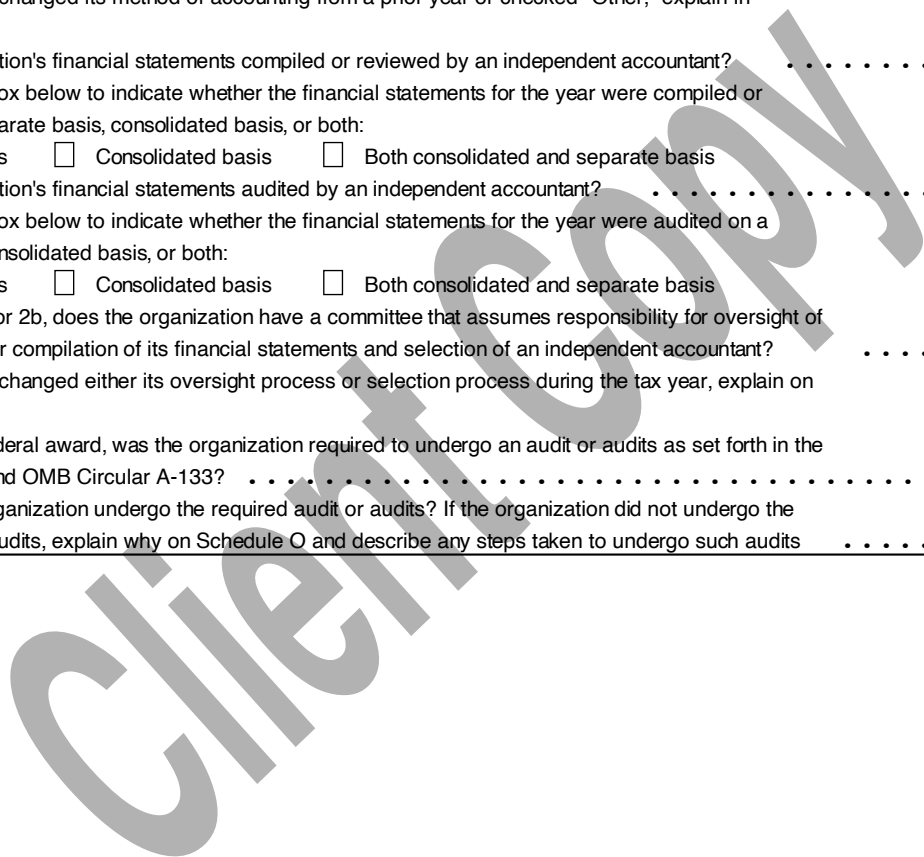 changed its method of accounting from a prior year or checked "Other," explain in
tion's financial statements compiled or reviewed by an independent accountant? . . . . . . . .
ox below to indicate whether the financial statements for the year were compiled or
arate basis, consolidated basis, or both:
s Consolidated basis Both consolidated and separate basis
tion's financial statements audited by an independent accountant? . . . . . . . . . . . . . . .
ox below to indicate whether the financial statements for the year were audited on a
nsolidated basis, or both:
s Consolidated basis Both consolidated and separate basis
or 2b, does the organization have a committee that assumes responsibility for oversight of
r compilation of its financial statements and selection of an independent accountant? . . . .
changed either its oversight process or selection process during the tax year, explain on
deral award, was the organization required to undergo an audit or audits as set forth in the
nd OMB Circular A-133? . . . . . . . . . . . . . . . . . . . . . . . . . . . . . . . . . . . .
ganization undergo the required audit or audits? If the organization did not undergo the
udits, explain why on Schedule O and describe any steps taken to undergo such audits . . . . .
Client Copy